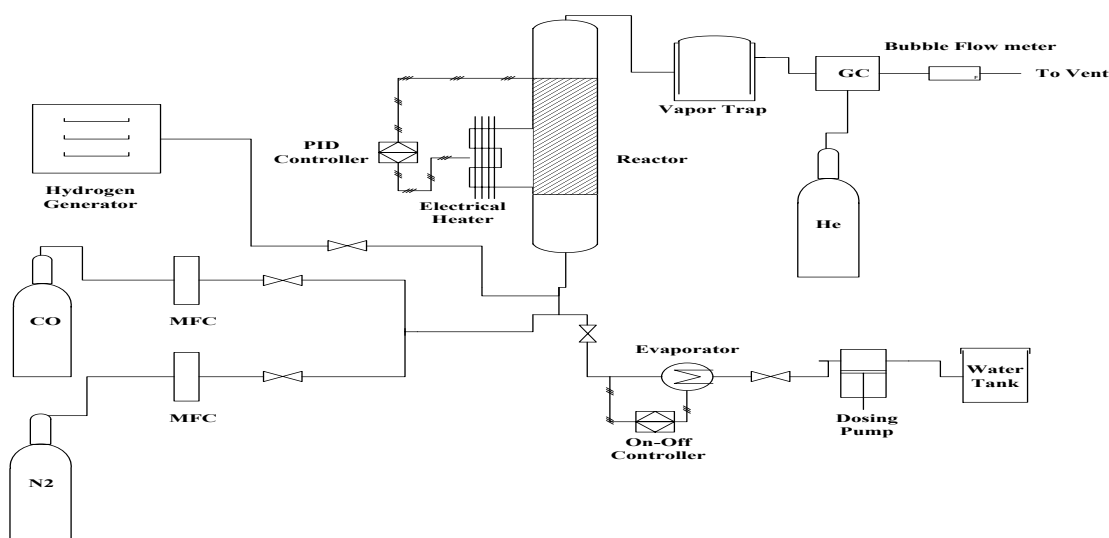 Bubble Flow meter
GC
To Vent
Vapor Trap
PID
Controller
Reactor
Hydrogen
Generator
Electrical
Heater
He
CO
MFC
Evaporator
Water
Tank
MFC
Dosing
Pump
On-Off
Controller
N2
F